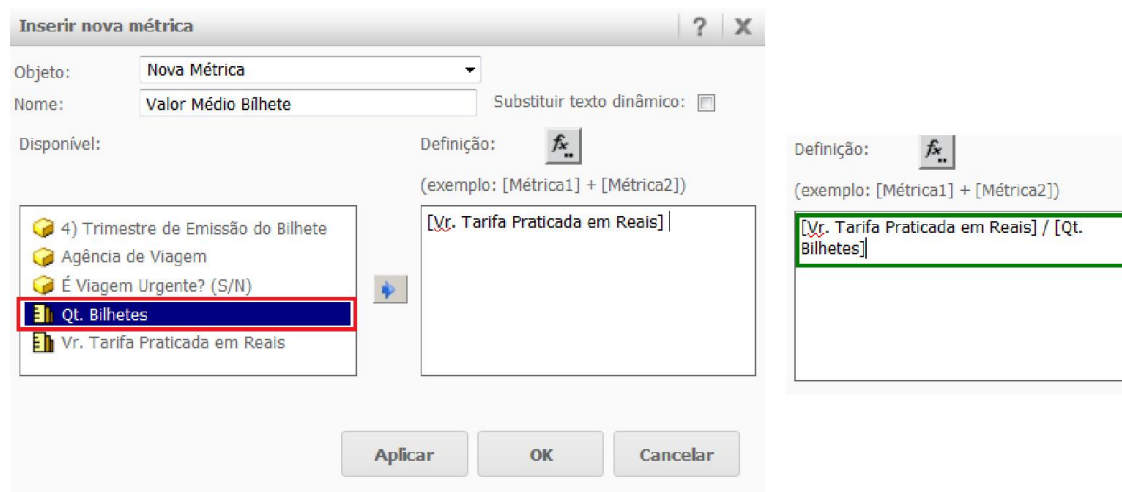 Inserir nova métrica
? X
Objeto: Nova Métrica
Nome: Valor Médio Bilhete Substituir texto dinâmico:
Disponível:
Definição: fx
(exemplo: [Métrica1] + [Métrica2])
4) Trimestre de Emissão do Bilhete
Agência de Viagem
É Viagem Urgente? (S/N)
Qt. Bilhetes
Vr. Tarifa Praticada em Reais
[Vr. Tarifa Praticada em Reais]
Aplicar OK Cancelar
Definição: fx
(exemplo: [Métrica1] + [Métrica2])
[Vr. Tarifa Praticada em Reais] / [Qt.
Bilhetes]